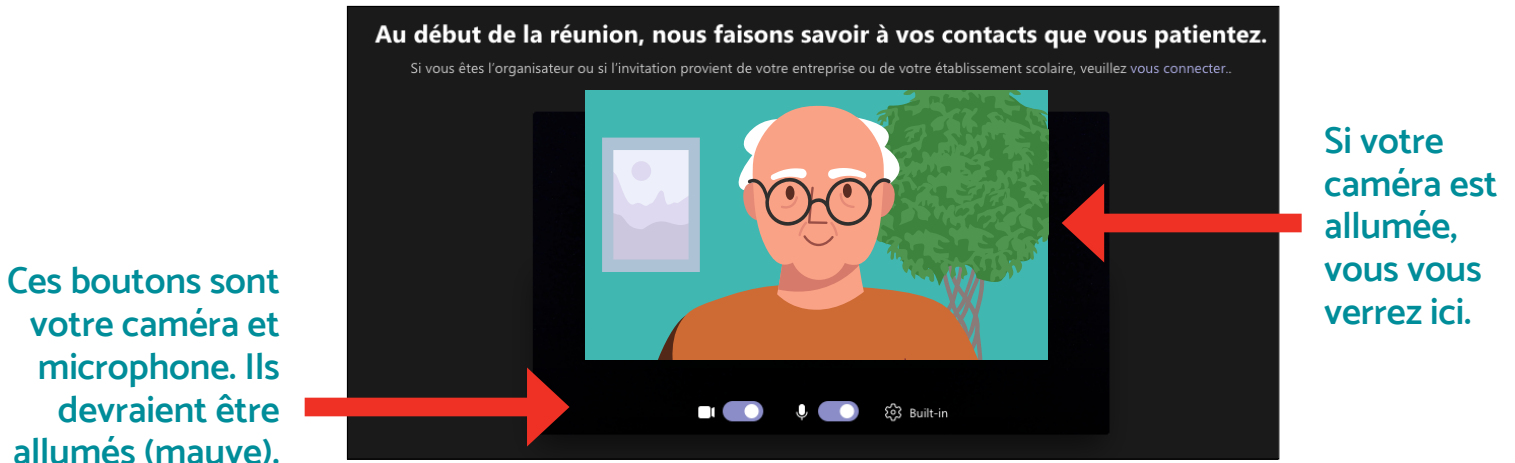 Au début de la réunion, nous faisons savoir à vos contacts que vous patientez.
Si vous êtes l'organisateur ou si l'invitation provient de votre entreprise ou de votre établissement scolaire, veuillez vous connecter..
Si votre
caméra est
allumée,
vous vous
verrez ici.
Ces boutons sont
votre caméra et
microphone. Ils
devraient être
allumés (mauve).
Built-in